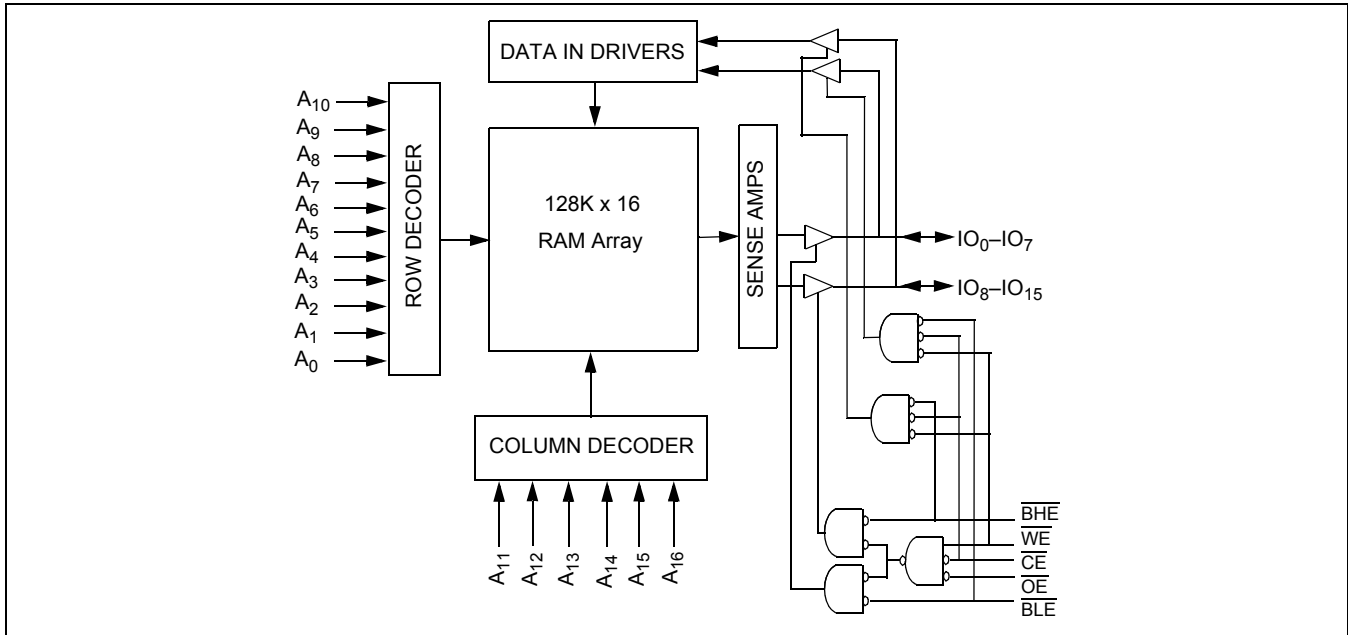 DATA IN DRIVERS
A10
A9
A8
A7
A6
A5
A4
A3
A2
A1
A0
ROW DECODER
128K x 16
RAM Array
SENSE AMPS
IO0–IO7
IO8–IO15
COLUMN DECODER
A11
A12
A13
A14
A15
A16
BHE
WE
CE
OE
BLE